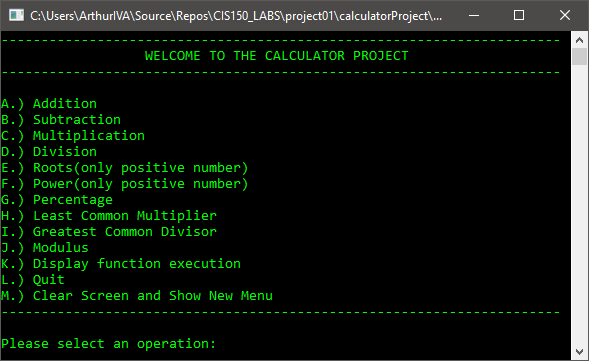 C:\Users\ArthurIVA\Source\Repos\CIS150_LABS\project01\calculatorProject\...
----------------------------------------------------------------------
WELCOME TO THE CALCULATOR PROJECT
----------------------------------------------------------------------
A.) Addition
B.) Subtraction
C.) Multiplication
D.) Division
E.) Roots(only positive number)
F.) Power(only positive number)
G.) Percentage
H.) Least Common Multiplier
I.) Greatest Common Divisor
J.) Modulus
K.) Display function execution
L.) Quit
M.) Clear Screen and Show New Menu
----------------------------------------------------------------------
Please select an operation: